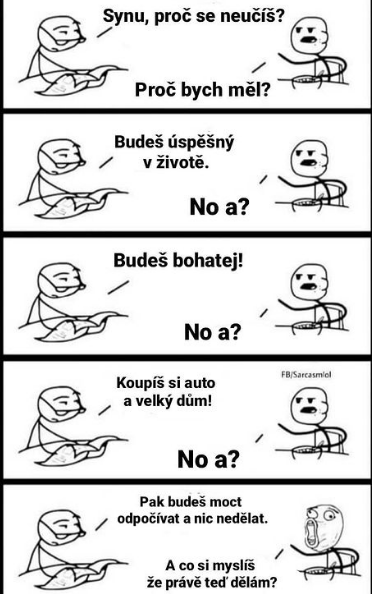 Synu, proč se neučíš?
Proč bych měl?
Budeš úspěšný
v životě.
No a?
Budeš bohatej!
No a?
FB/Sarcasmlol
Koupíš si auto
a velký dům!
No a?
Pak budeš moct
odpočívat a nic nedělat.
A co si myslíš
že právě teď dělám?